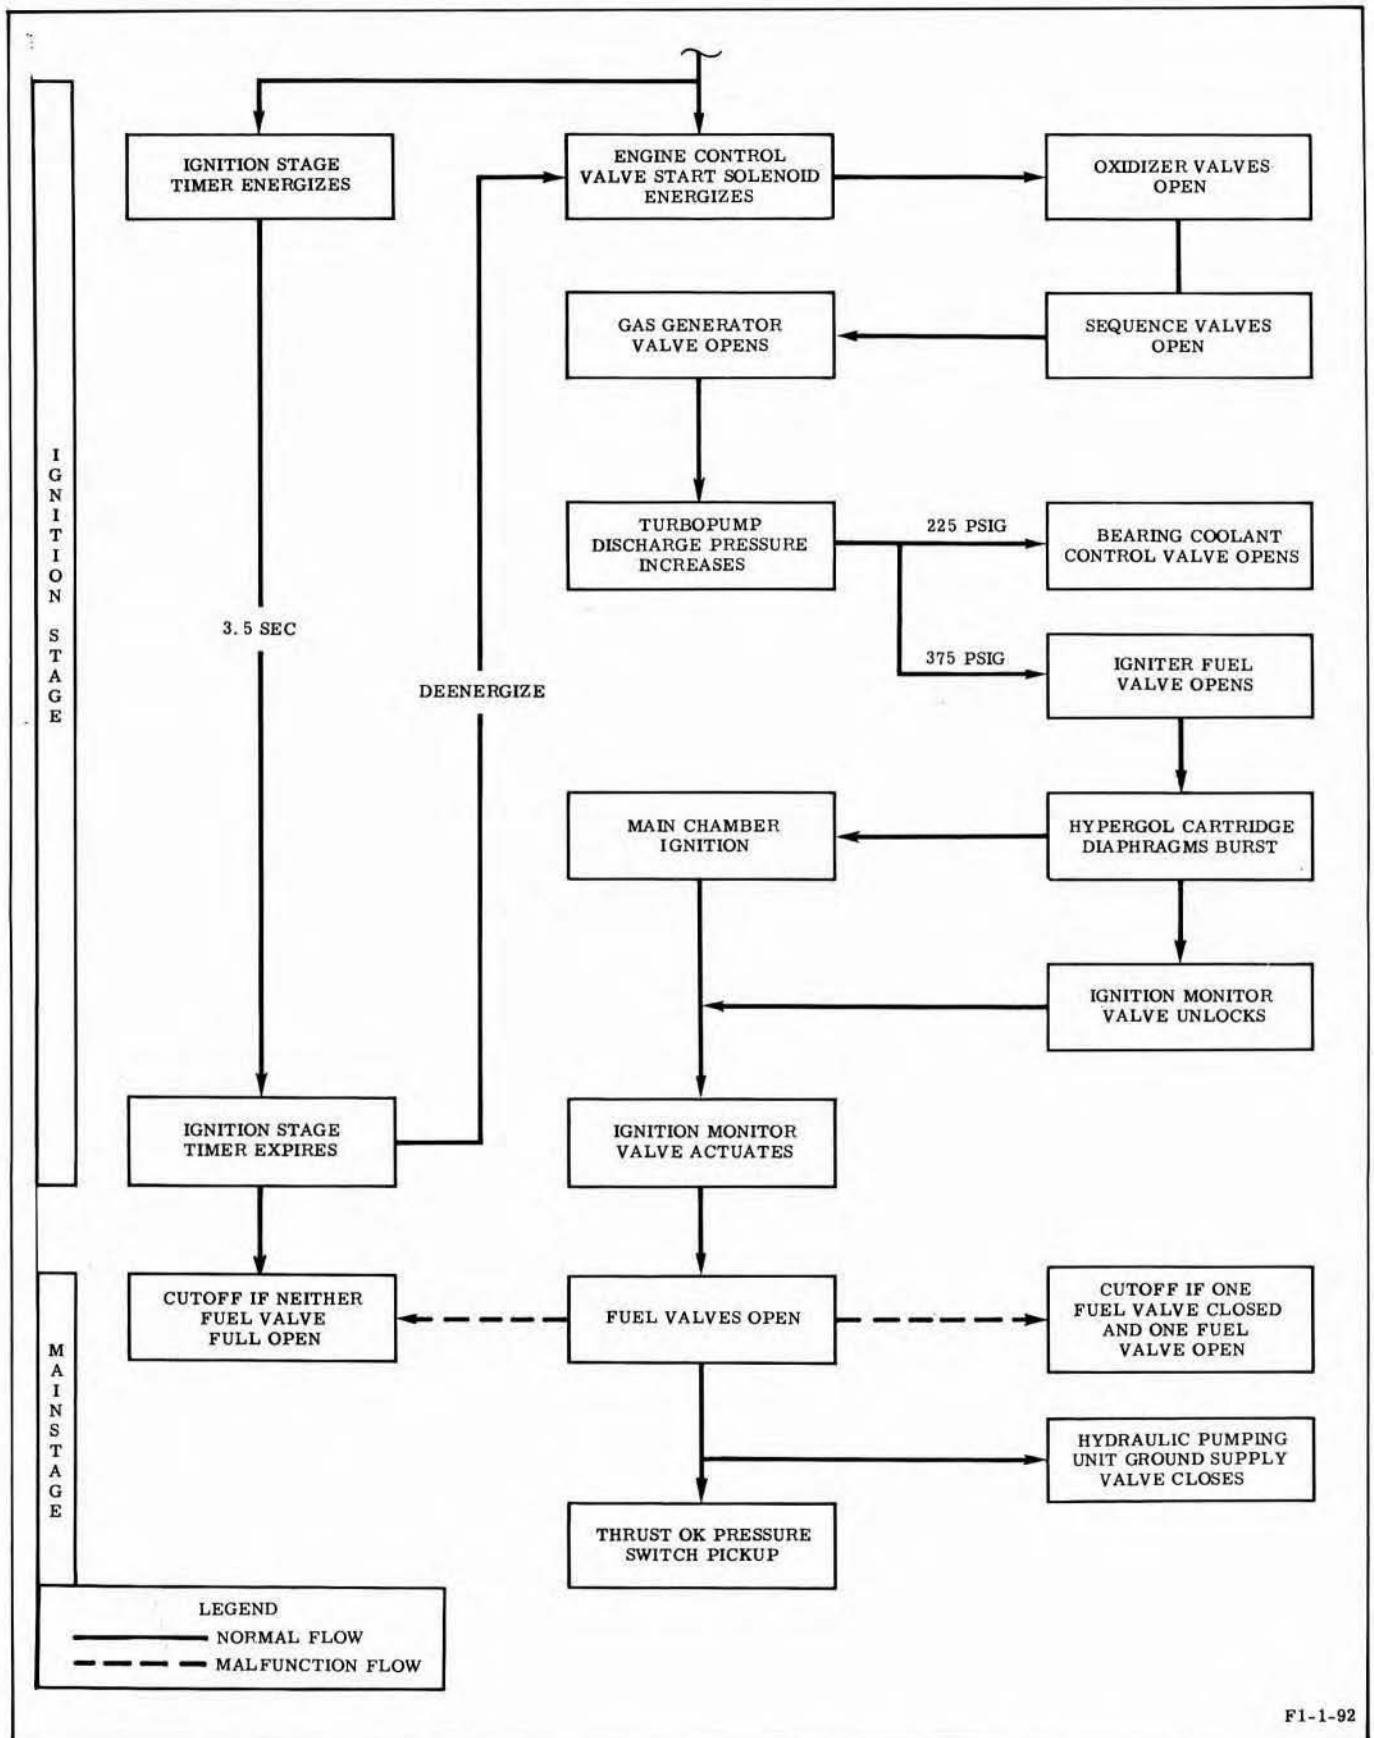 IGNITION STAGE
IGNITION STAGE
TIMER ENERGIZES
ENGINE CONTROL
VALVE START SOLENOID
ENERGIZES
OXIDIZER VALVES
OPEN
GAS GENERATOR
VALVE OPENS
SEQUENCE VALVES
OPEN
TURBOPUMP
DISCHARGE PRESSURE
INCREASES
225 PSIG
BEARING COOLANT
CONTROL VALVE OPENS
3.5 SEC
375 PSIG
IGNITER FUEL
VALVE OPENS
DEENERGIZE
MAIN CHAMBER
IGNITION
HYPERGOL CARTRIDGE
DIAPHRAGMS BURST
IGNITION MONITOR
VALVE UNLOCKS
IGNITION STAGE
TIMER EXPIRES
IGNITION MONITOR
VALVE ACTUATES
MAINSTAGE
CUTOFF IF NEITHER
FUEL VALVE
FULL OPEN
FUEL VALVES OPEN
CUTOFF IF ONE
FUEL VALVE CLOSED
AND ONE FUEL
VALVE OPEN
HYDRAULIC PUMPING
UNIT GROUND SUPPLY
VALVE CLOSES
THRUST OK PRESSURE
SWITCH PICKUP
LEGEND
NORMAL FLOW
MALFUNCTION FLOW
F1-1-92